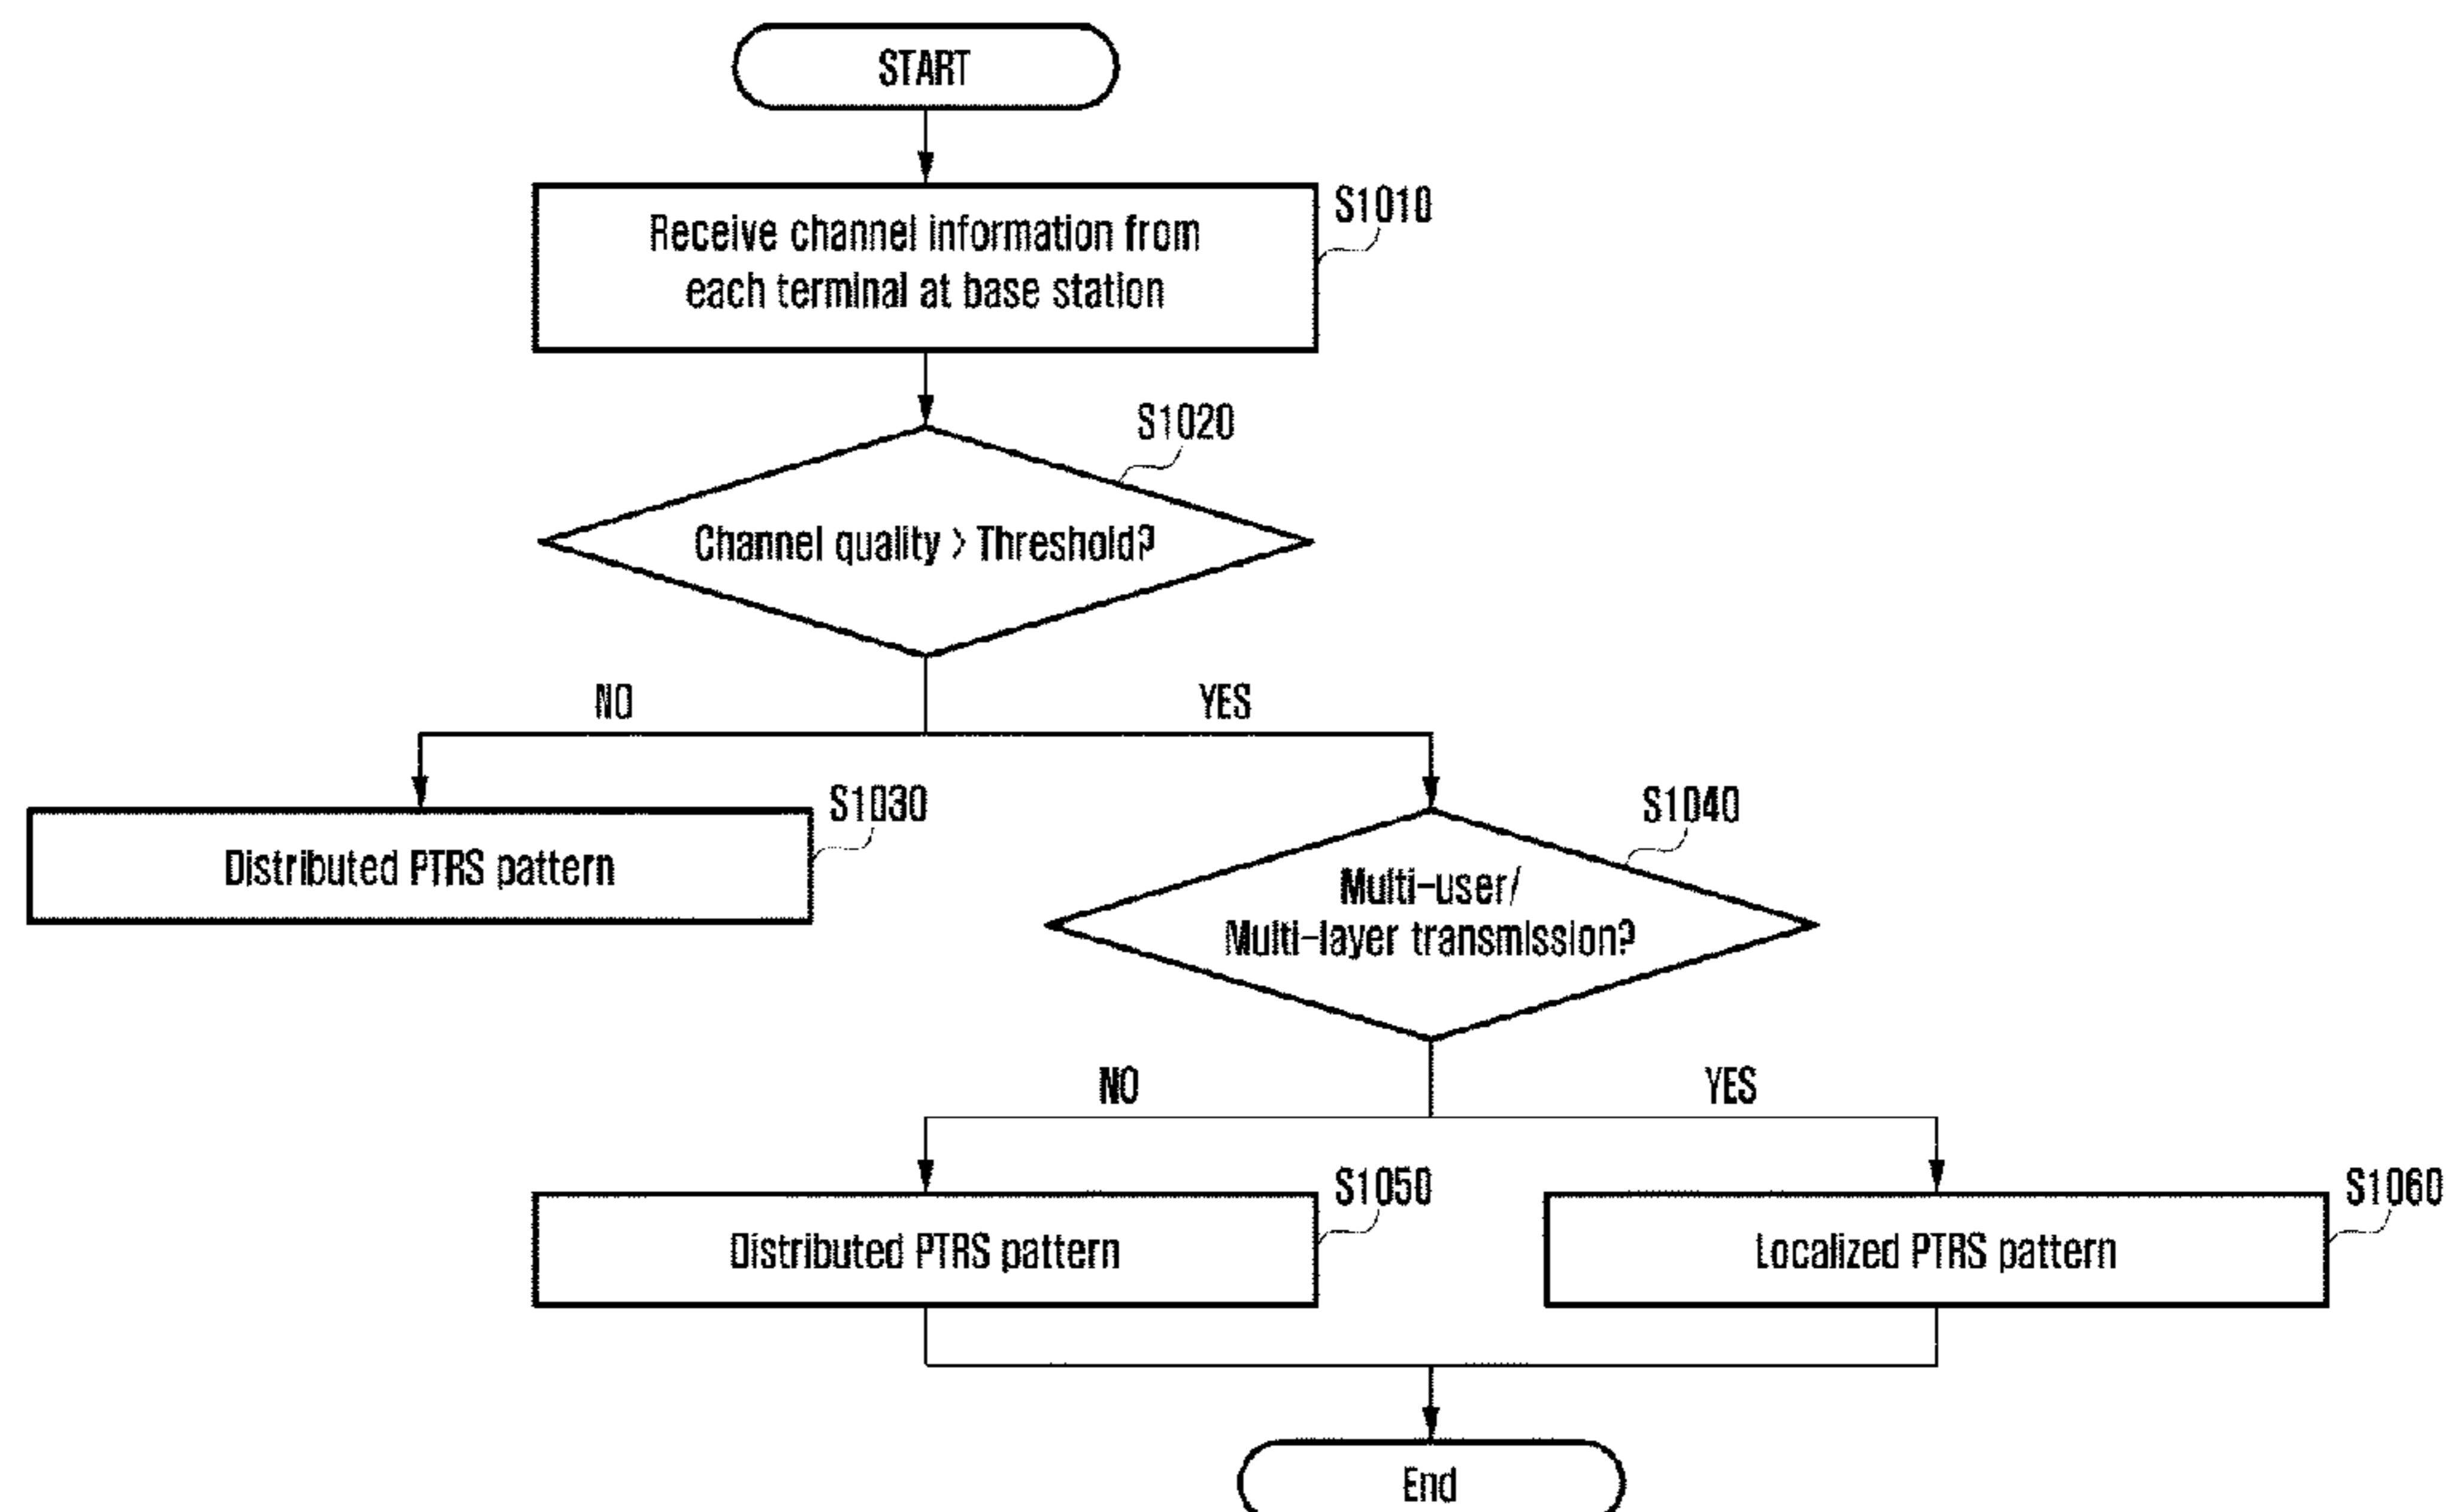 START
Receive channel information from
each terminal at base station
S1010
S1020
Channel quality > Threshold?
NO
YES
S1030
Distributed PTRS pattern
S1040
Multi-user/
Multi-layer transmission?
NO
YES
S1050
Distributed PTRS pattern
S1060
Localized PTRS pattern
End